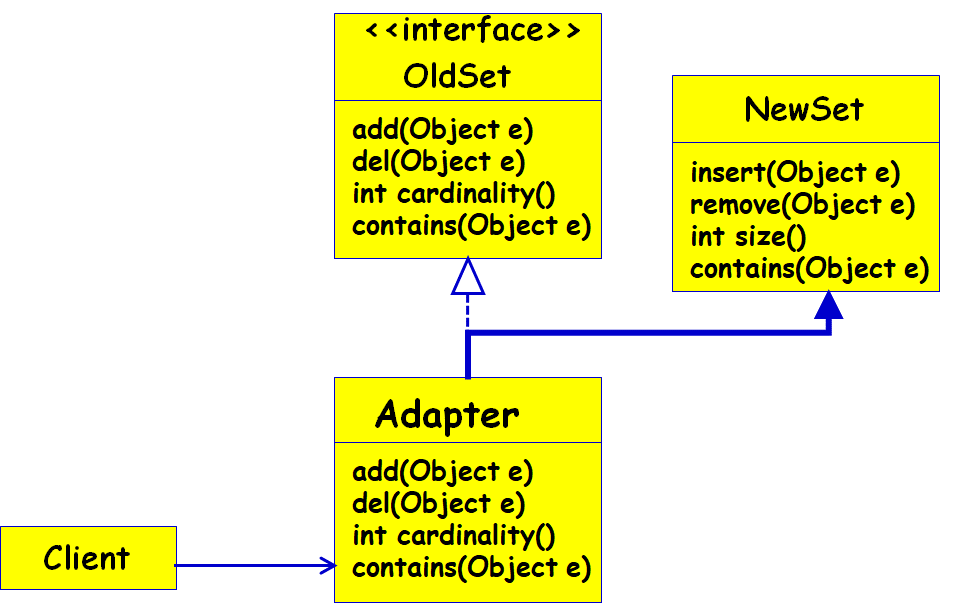 <<interface>>
OldSet
add(Object e)
del(Object e)
int cardinality()
contains(Object e)
NewSet
insert(Object e)
remove(Object e)
int size()
contains(Object e)
Adapter
add(Object e)
del(Object e)
int cardinality()
contains(Object e)
Client